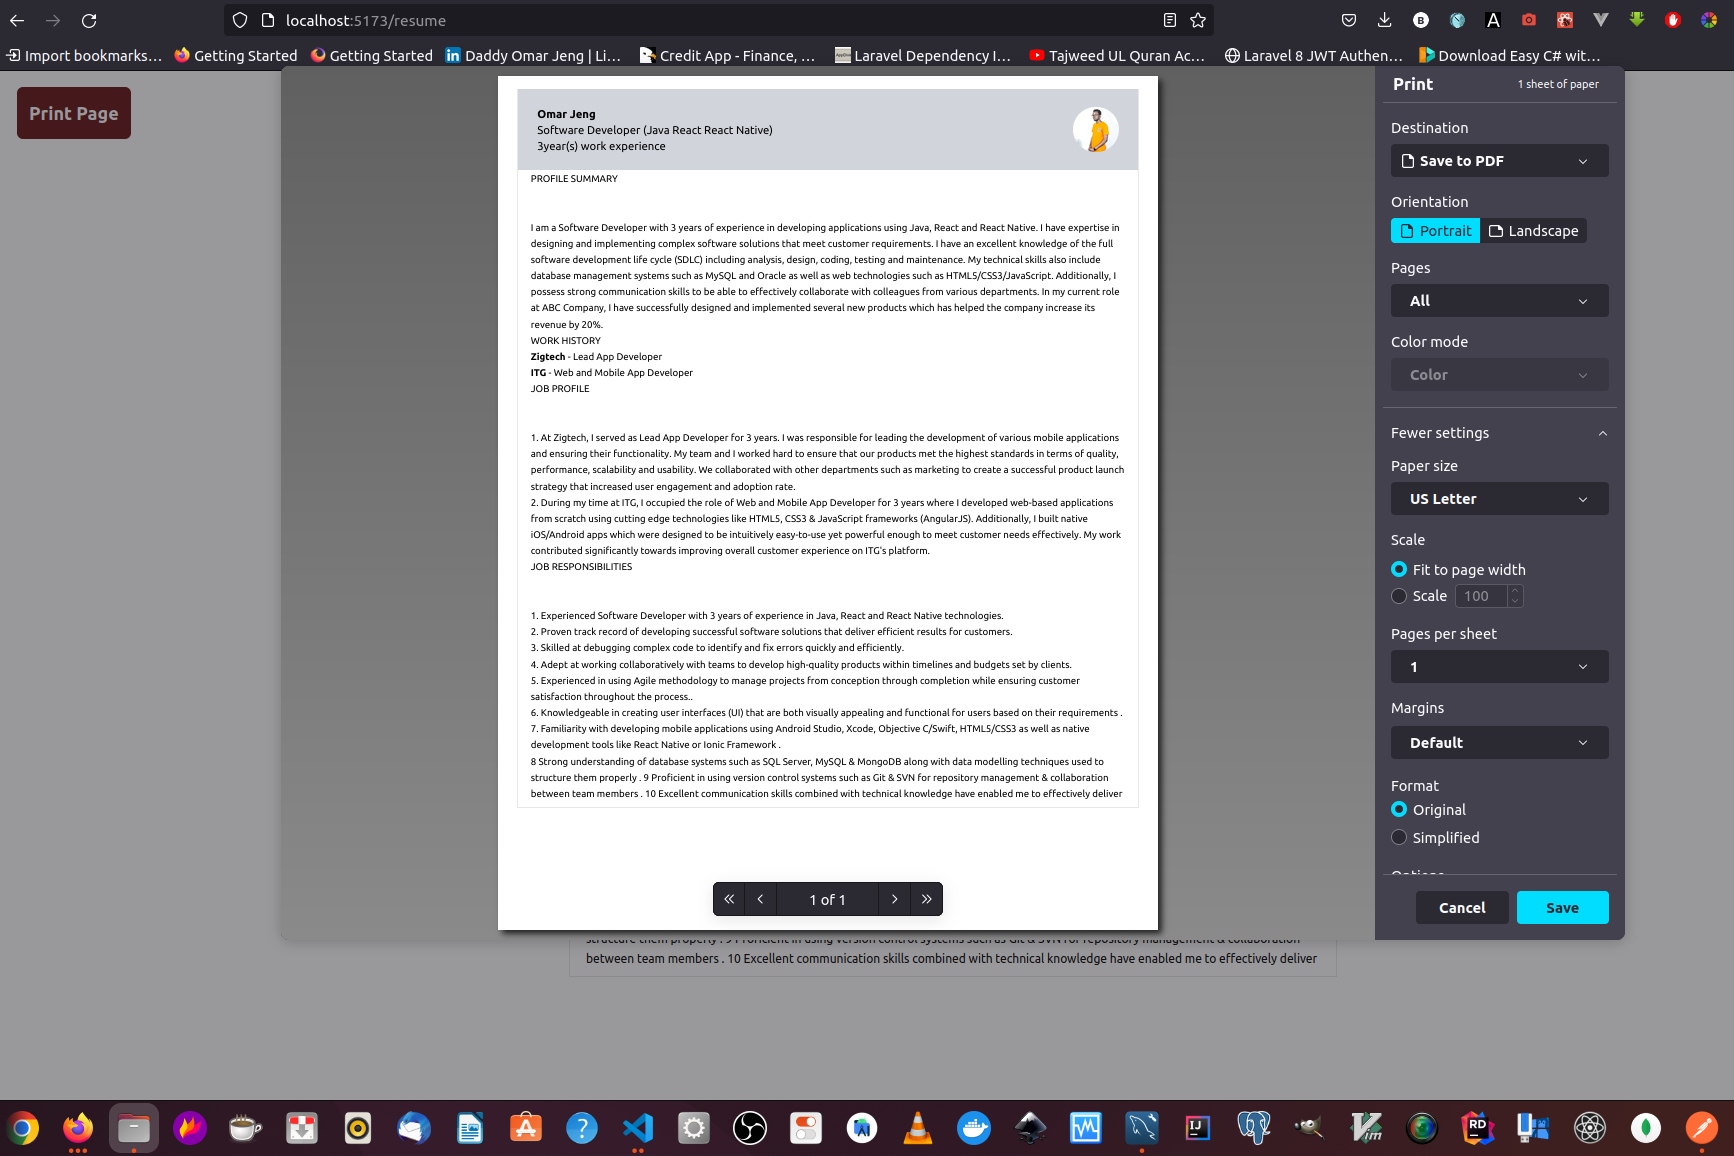 localhost:5173/resume
Import bookmarks...
Getting Started
Getting Started
Daddy Omar Jeng | Li...
Credit App - Finance, ...
Laravel Dependency I...
Tajweed UL Quran Ac...
Laravel 8 JWT Authen...
Download Easy C# wit...
Print Page
Omar Jeng
Software Developer (Java React React Native)
3year(s) work experience
PROFILE SUMMARY
I am a Software Developer with 3 years of experience in developing applications using Java, React and React Native. I have expertise in
designing and implementing complex software solutions that meet customer requirements. I have an excellent knowledge of the full
software development life cycle (SDLC) including analysis, design, coding, testing and maintenance. My technical skills also include
database management systems such as MySQL and Oracle as well as web technologies such as HTML5/CSS3/JavaScript. Additionally, I
possess strong communication skills to be able to effectively collaborate with colleagues from various departments. In my current role
at ABC Company, I have successfully designed and implemented several new products which has helped the company increase its
revenue by 20%.
WORK HISTORY
Zigtech - Lead App Developer
ITG - Web and Mobile App Developer
JOB PROFILE
1. At Zigtech, I served as Lead App Developer for 3 years. I was responsible for leading the development of various mobile applications
and ensuring their functionality. My team and I worked hard to ensure that our products met the highest standards in terms of quality,
performance, scalability and usability. We collaborated with other departments such as marketing to create a successful product launch
strategy that increased user engagement and adoption rate.
2. During my time at ITG, I occupied the role of Web and Mobile App Developer for 3 years where I developed web-based applications
from scratch using cutting edge technologies like HTML5, CSS3 & JavaScript frameworks (AngularJS). Additionally, I built native
iOS/Android apps which were designed to be intuitively easy-to-use yet powerful enough to meet customer needs effectively. My work
contributed significantly towards improving overall customer experience on ITG's platform.
JOB RESPONSIBILITIES
1. Experienced Software Developer with 3 years of experience in Java, React and React Native technologies.
2. Proven track record of developing successful software solutions that deliver efficient results for customers.
3. Skilled at debugging complex code to identify and fix errors quickly and efficiently.
4. Adept at working collaboratively with teams to develop high-quality products within timelines and budgets set by clients.
5. Experienced in using Agile methodology to manage projects from conception through completion while ensuring customer
satisfaction throughout the process..
6. Knowledgeable in creating user interfaces (UI) that are both visually appealing and functional for users based on their requirements .
7. Familiarity with developing mobile applications using Android Studio, Xcode, Objective C/Swift, HTML5/CSS3 as well as native
development tools like React Native or Ionic Framework .
8 Strong understanding of database systems such as SQL Server, MySQL & MongoDB along with data modelling techniques used to
structure them properly . 9 Proficient in using version control systems such as Git & SVN for repository management & collaboration
between team members . 10 Excellent communication skills combined with technical knowledge have enabled me to effectively deliver
1 of 1
structure them properly . 9 Proficient in using version control systems such as Git & SVN for repository management & collaboration
between team members . 10 Excellent communication skills combined with technical knowledge have enabled me to effectively deliver
Print
1 sheet of paper
Destination
Save to PDF
Orientation
Portrait
Landscape
Pages
All
Color mode
Color
Fewer settings
Paper size
US Letter
Scale
Fit to page width
Scale 100
Pages per sheet
1
Margins
Default
Format
Original
Simplified
Options
Cancel
Save